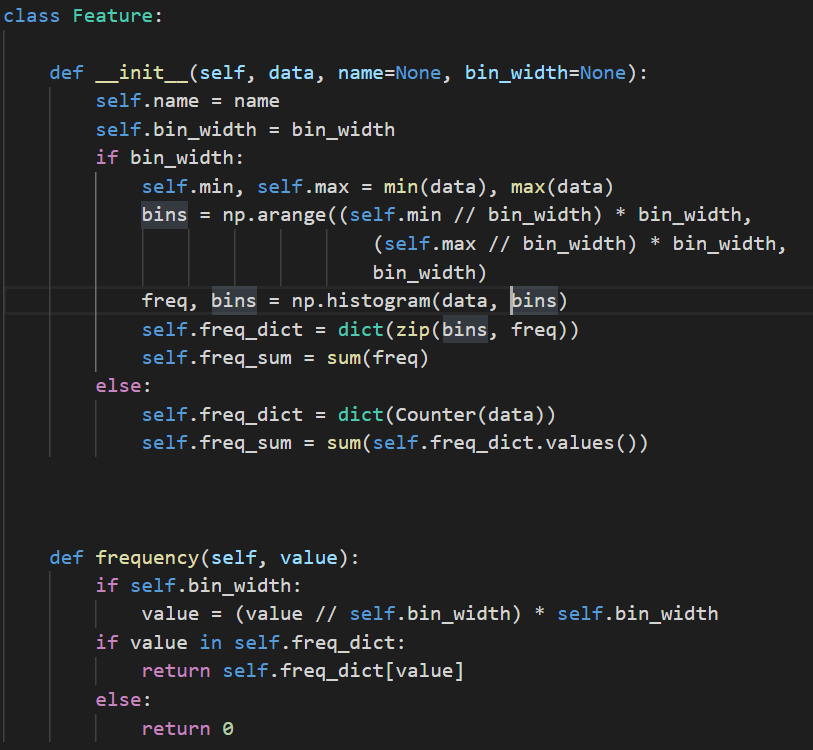 class Feature:
    def __init__(self, data, name=None, bin_width=None):
        self.name = name
        self.bin_width = bin_width
        if bin_width:
            self.min, self.max = min(data), max(data)
            bins = np.arange((self.min // bin_width) * bin_width,
                                (self.max // bin_width) * bin_width,
                                bin_width)
            freq, bins = np.histogram(data, bins)
            self.freq_dict = dict(zip(bins, freq))
            self.freq_sum = sum(freq)
        else:
            self.freq_dict = dict(Counter(data))
            self.freq_sum = sum(self.freq_dict.values())
    def frequency(self, value):
        if self.bin_width:
            value = (value // self.bin_width) * self.bin_width
        if value in self.freq_dict:
            return self.freq_dict[value]
        else:
            return 0